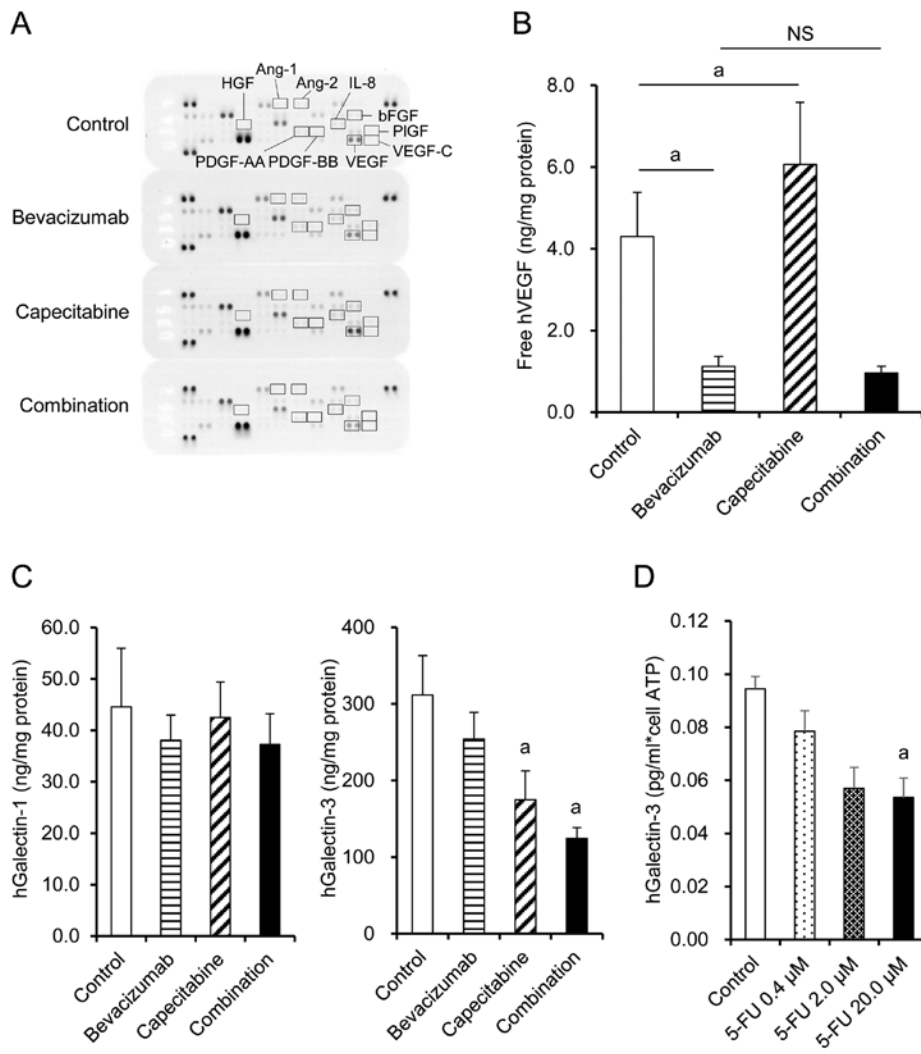 A
Ang-1
HGF
Ang-2
IL-8
bFGF
PlGF
VEGF-C
PDGF-AA PDGF-BB
VEGF
Control
Bevacizumab
Capecitabine
Combination
B
NS
a
a
8.0
6.0
4.0
2.0
0.0
Free hVEGF (ng/mg protein)
Control
Bevacizumab
Capecitabine
Combination
C
60.0
50.0
40.0
30.0
20.0
10.0
0.0
hGalectin-1 (ng/mg protein)
Control
Bevacizumab
Capecitabine
Combination
400
300
200
100
0
hGalectin-3 (ng/mg protein)
a
a
Control
Bevacizumab
Capecitabine
Combination
D
0.12
0.10
0.08
0.06
0.04
0.02
0.00
hGalectin-3 (pg/ml*cell ATP)
a
Control
5-FU 0.4 µM
5-FU 2.0 µM
5-FU 20.0 µM